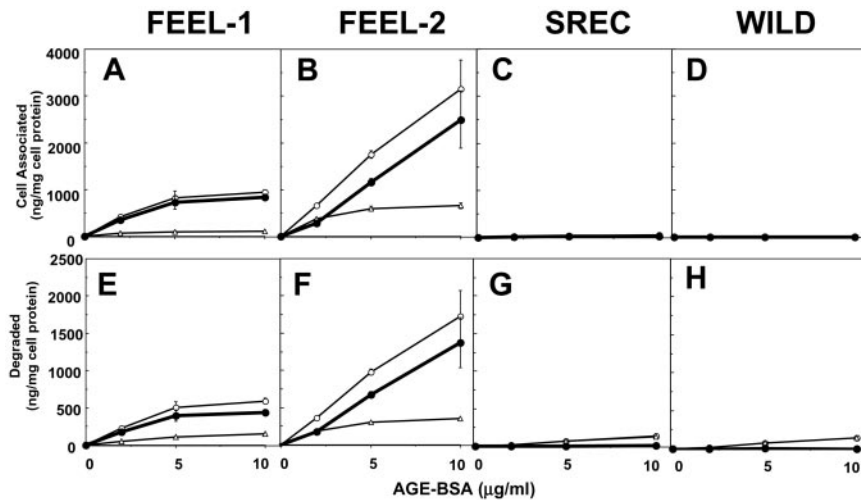 FEEL-1 FEEL-2 SREC WILD
A B C D
Cell Associated
(ng/mg cell protein)
4000
3000
2000
1000
0
E F G H
Degraded
(ng/mg cell protein)
2500
2000
1500
1000
500
0
0 5 10 0 5 10 0 5 10 0 5 10
AGE-BSA (µg/ml)